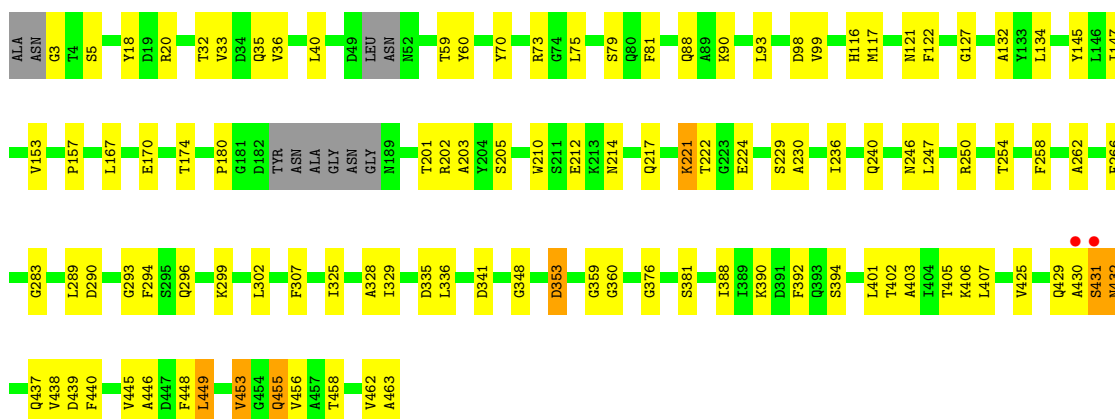 ALA ASN G3 T4 S5 Y18 D19 R20 T32 V33 D34 Q35 V36 L40 D49 LEU ASN N52 T59 Y60 Y70 R73 G74 L75 S79 Q80 F81 Q88 A89 K90 L93 D98 V99 H116 M117 N121 F122 G127 A132 Y133 L134 Y145 L146
V153 P157 L167 E170 T174 P180 G181 D182 TYR ASN ALA GLY ASN GLY N189 T201 R202 A203 Y204 S205 W210 S211 E212 K213 N214 Q217 K221 T222 G223 E224 S229 A230 I236 Q240 N246 L247 R250 T254 F258 A262
G283 L289 D290 G293 F294 S295 Q296 K299 L302 F307 I325 A328 I329 D335 L336 D341 G348 D353 G359 G360 G376 S381 I388 I389 K390 D391 F392 Q393 S394 L401 T402 A403 I404 T405 K406 L407 V425 Q429 A430 S431
Q437 V438 D439 F440 V445 A446 D447 F448 L449 V453 G454 Q455 V456 A457 T458 V462 A463